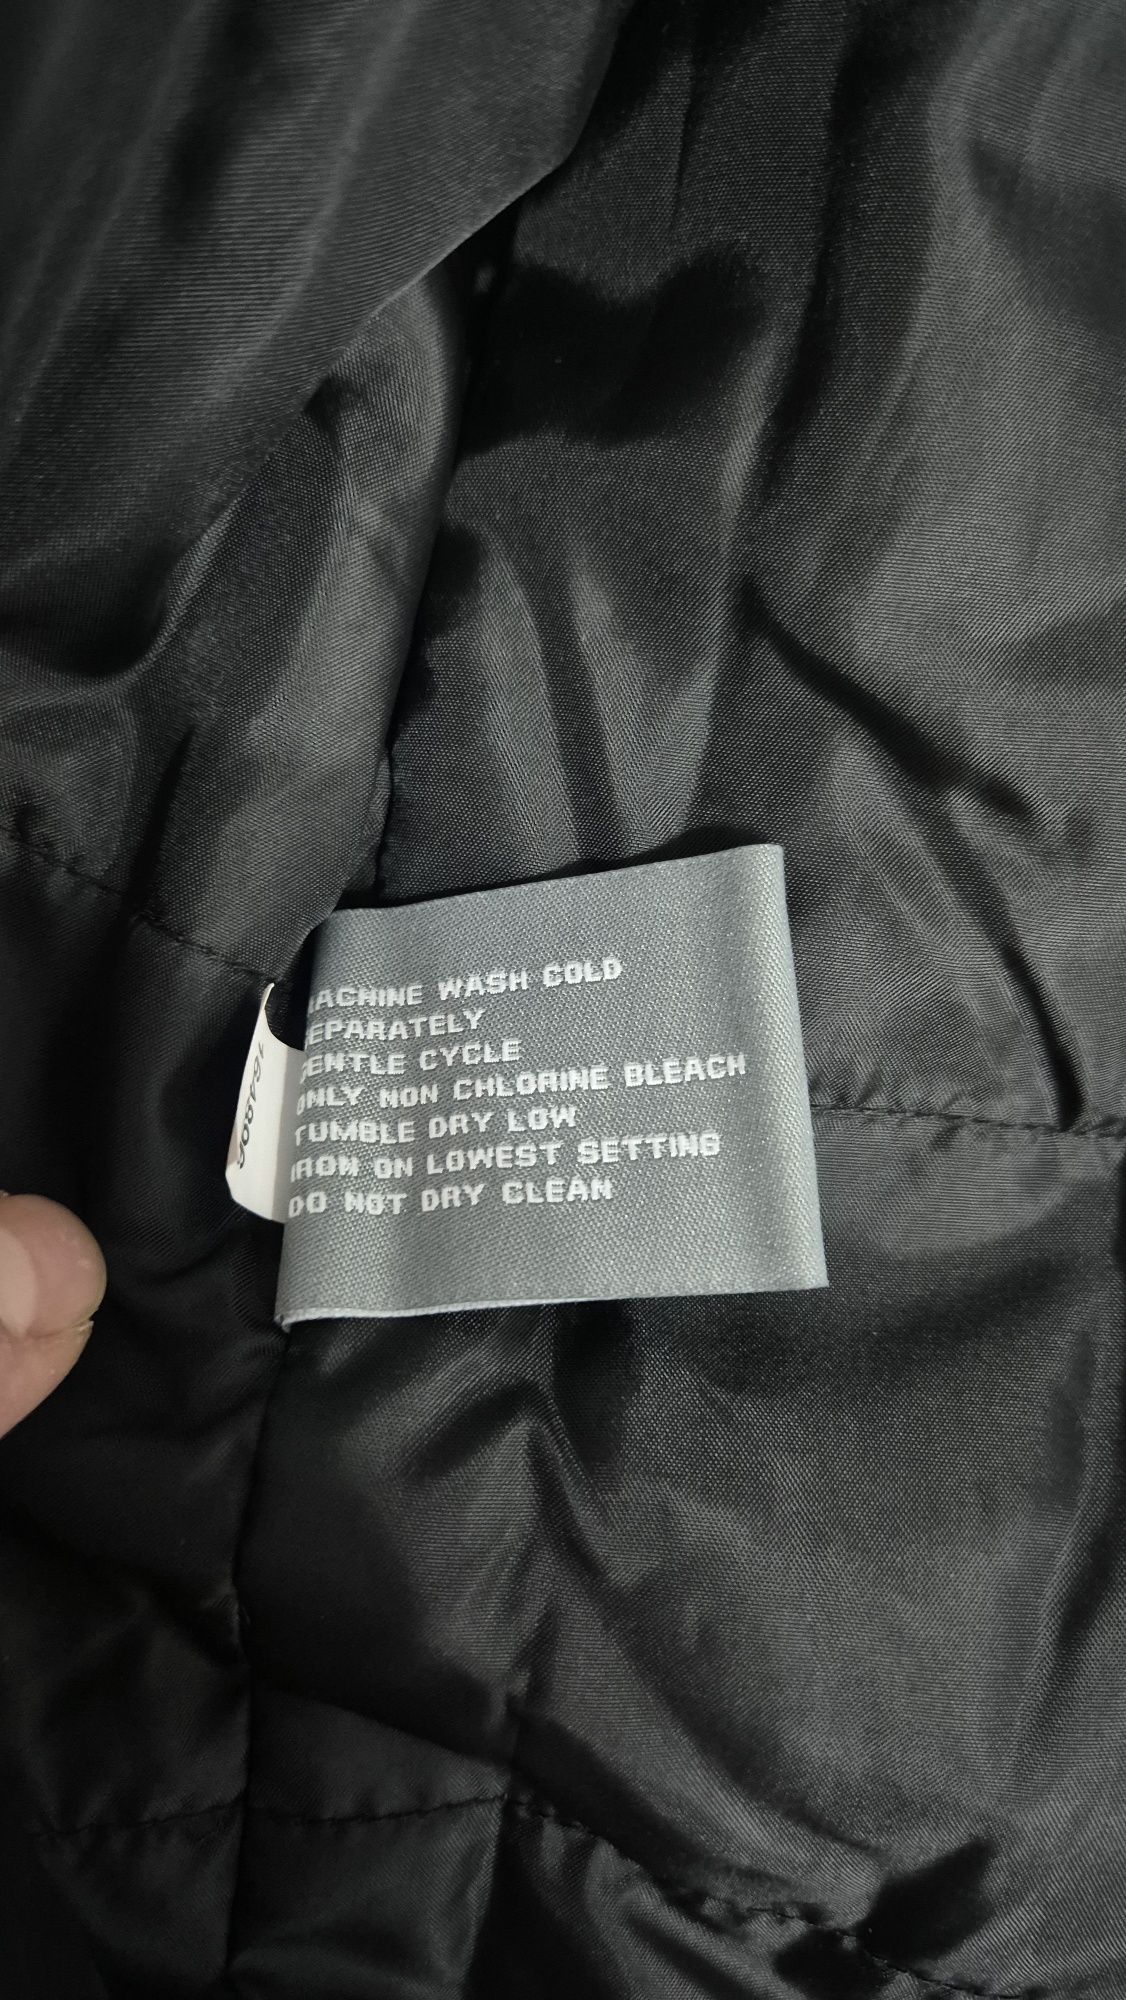 MACHINE WASH COLD
SEPARATELY
GENTLE CYCLE
ONLY NON CHLORINE BLEACH
TUMBLE DRY LOW
IRON ON LOWEST SETTING
DO NOT DRY CLEAN